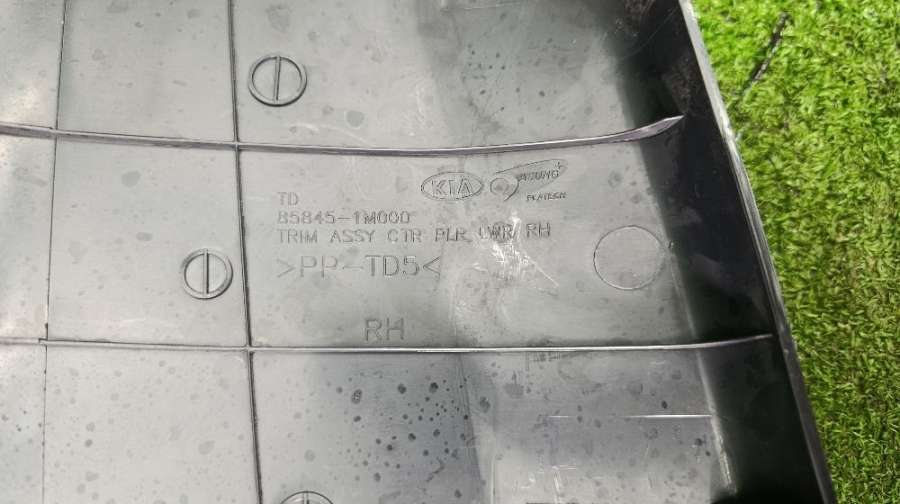 KIA
TD
85845-1M000
TRIM ASSY CTR PLR LWR RH
>PP-TD5<
RH